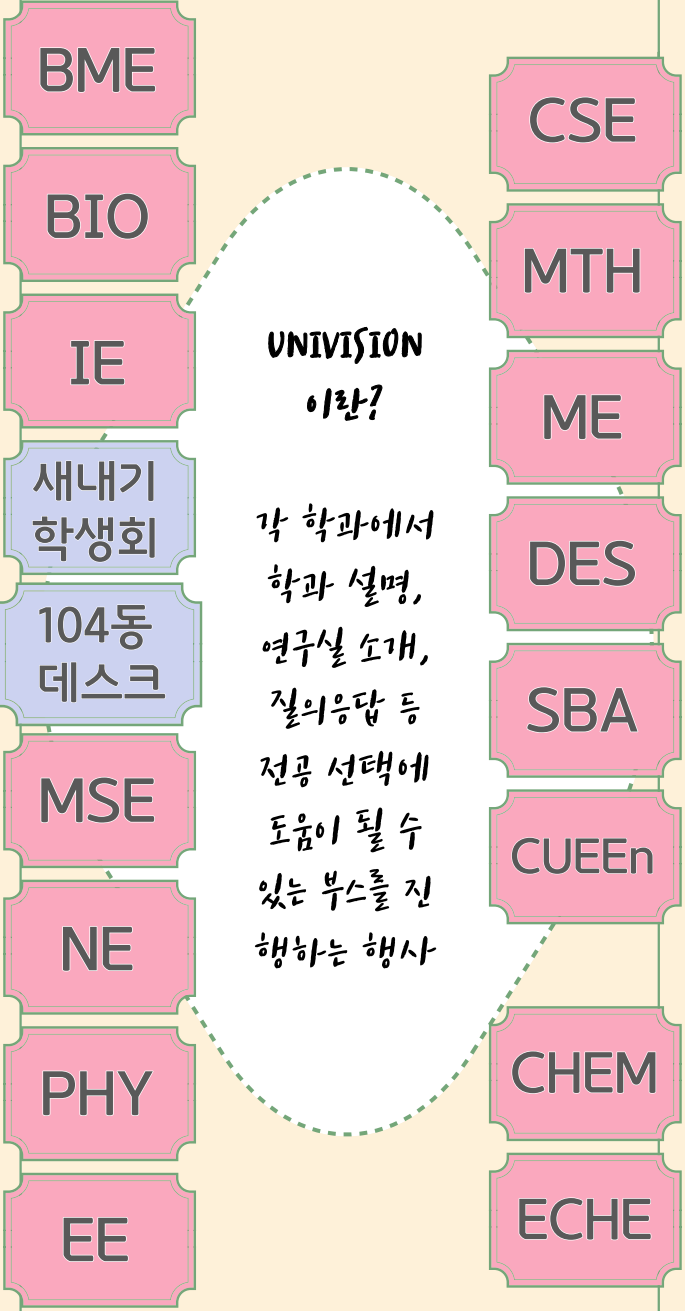 BME
BIO
IE
새내기
학생회
104동
데스크
MSE
NE
PHY
EE
UNIVISION
이란?
각 학과에서
학과 설명,
연구실 소개,
질의응답 등
전공 선택에
도움이 될 수
있는 부스를 진
행하는 행사
CSE
MTH
ME
DES
SBA
CUEEn
CHEM
ECHE